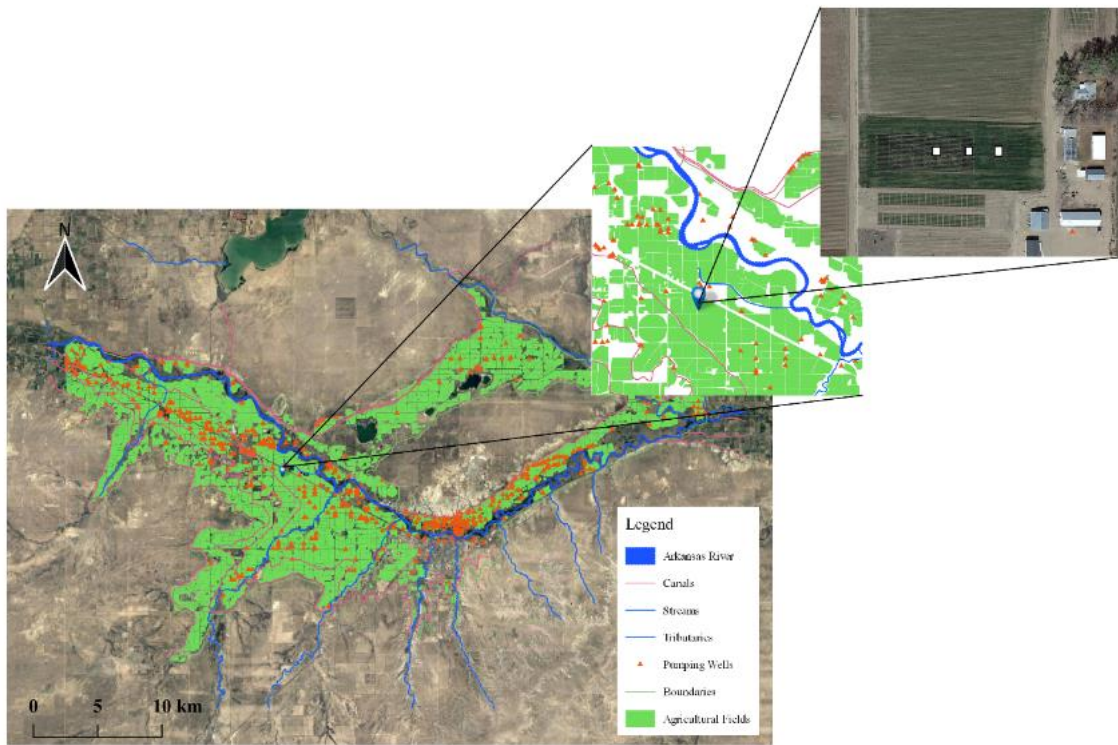 N
Legend
Arkansas River
Canals
Streams
Tributaries
Pumping Wells
Boundaries
Agricultural Fields
0 5 10 km